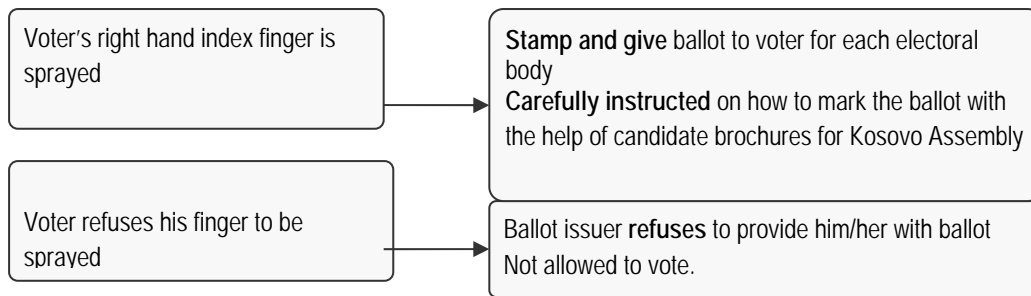 Voter's right hand index finger is
sprayed
Stamp and give ballot to voter for each electoral
body
Carefully instructed on how to mark the ballot with
the help of candidate brochures for Kosovo Assembly
Voter refuses his finger to be
sprayed
Ballot issuer refuses to provide him/her with ballot
Not allowed to vote.